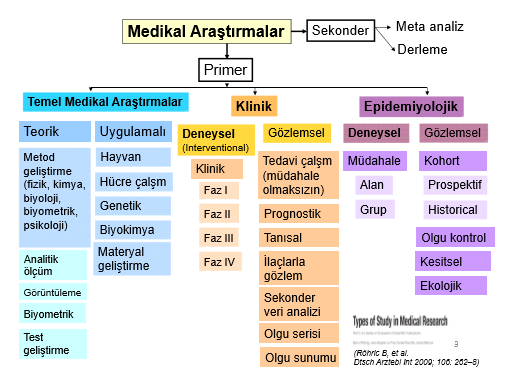 Medikal Araştırmalar
Sekonder
Meta analiz
Derleme
Primer
Temel Medikal Araştırmalar
Klinik
Epidemiyolojik
Teorik
Metod
geliştirme
(fizik, kimya,
biyoloji,
biyometrik,
psikoloji)
Analitik
ölçüm
Görüntüleme
Biyometrik
Test
geliştirme
Uygulamalı
Hayvan
Hücre çalşm
Genetik
Biyokimya
Materyal
geliştirme
Deneysel
(Interventional)
Klinik
Faz I
Faz II
Faz III
Faz IV
Gözlemsel
Tedavi çalşm
(müdahale
olmaksızın)
Prognostik
Tanısal
İlaçlarla
gözlem
Sekonder
veri analizi
Olgu serisi
Olgu sunumu
Deneysel
Müdahale
Alan
Grup
Gözlemsel
Kohort
Prospektif
Historical
Olgu kontrol
Kesitsel
Ekolojik
Types of Study in Medical Research
(Röhric B, et al.
Dtsch Arztebl Int 2009; 106: 262–8)